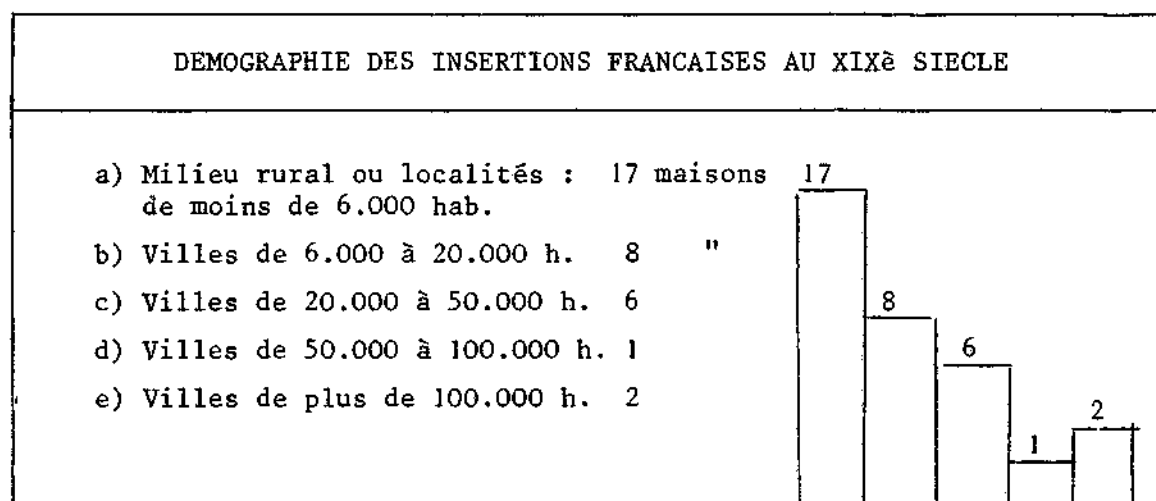 DEMOGRAPHIE DES INSERTIONS FRANCAISES AU XIXè SIECLE
a) Milieu rural ou localités : 17 maisons
de moins de 6.000 hab.
b) Villes de 6.000 à 20.000 h. 8 "
c) Villes de 20.000 à 50.000 h. 6
d) Villes de 50.000 à 100.000 h. 1
e) Villes de plus de 100.000 h. 2
17
8
6
1
2